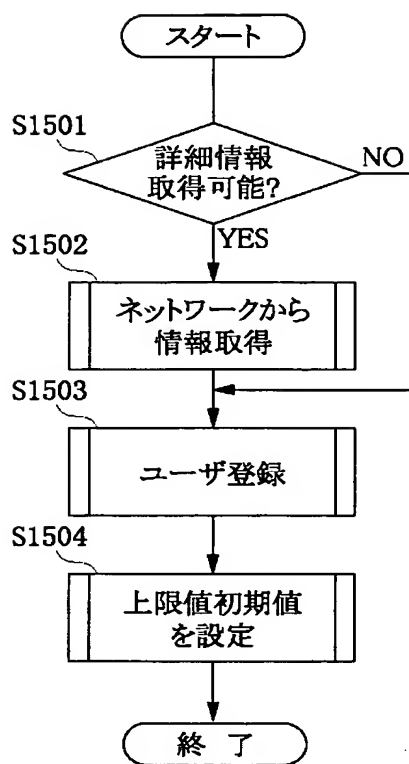 スタート
S1501
詳細情報
取得可能?
NO
YES
S1502
ネットワークから
情報取得
S1503
ユーザ登録
S1504
上限値初期値
を設定
終 了